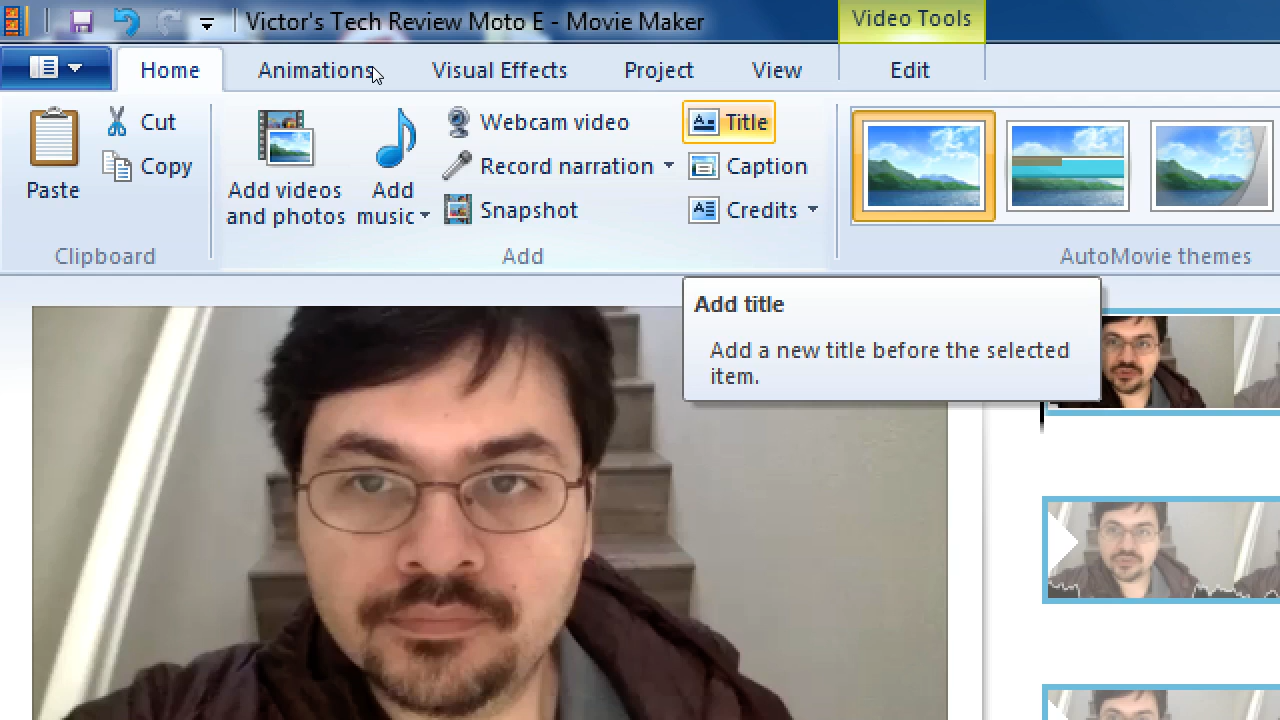 Victor's Tech Review Moto E - Movie Maker
Video Tools
Home
Animations
Visual Effects
Project
View
Edit
Paste
Cut
Copy
Clipboard
Add videos
and photos
Add
music
Webcam video
Record narration
Snapshot
Title
Caption
Credits
Add
AutoMovie themes
Add title
Add a new title before the selected
item.